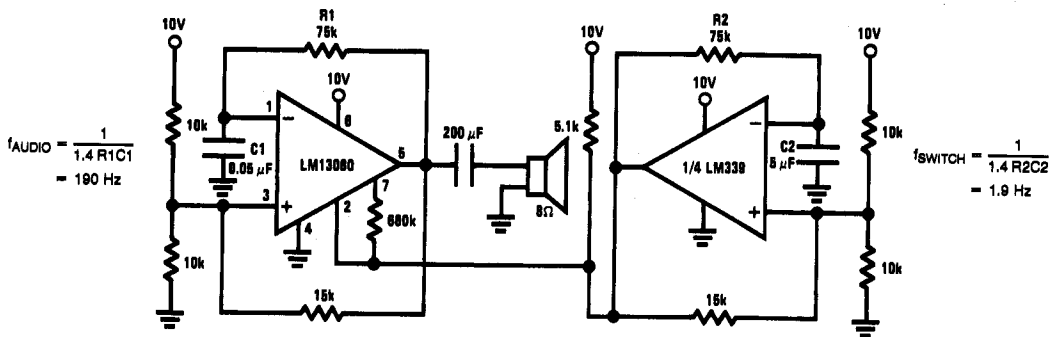 R1
75k
10V
10V
10k
1
C1
0.05 µF
6
LM13080
5
7
3
2
4
680k
10k
15k
200 µF
8Ω
10V
5.1k
R2
75k
10V
10V
1/4 LM339
C2
5 µF
10k
10k
15k
fAUDIO = 1
1.4 R1C1
= 190 Hz
fSWITCH = 1
1.4 R2C2
= 1.9 Hz